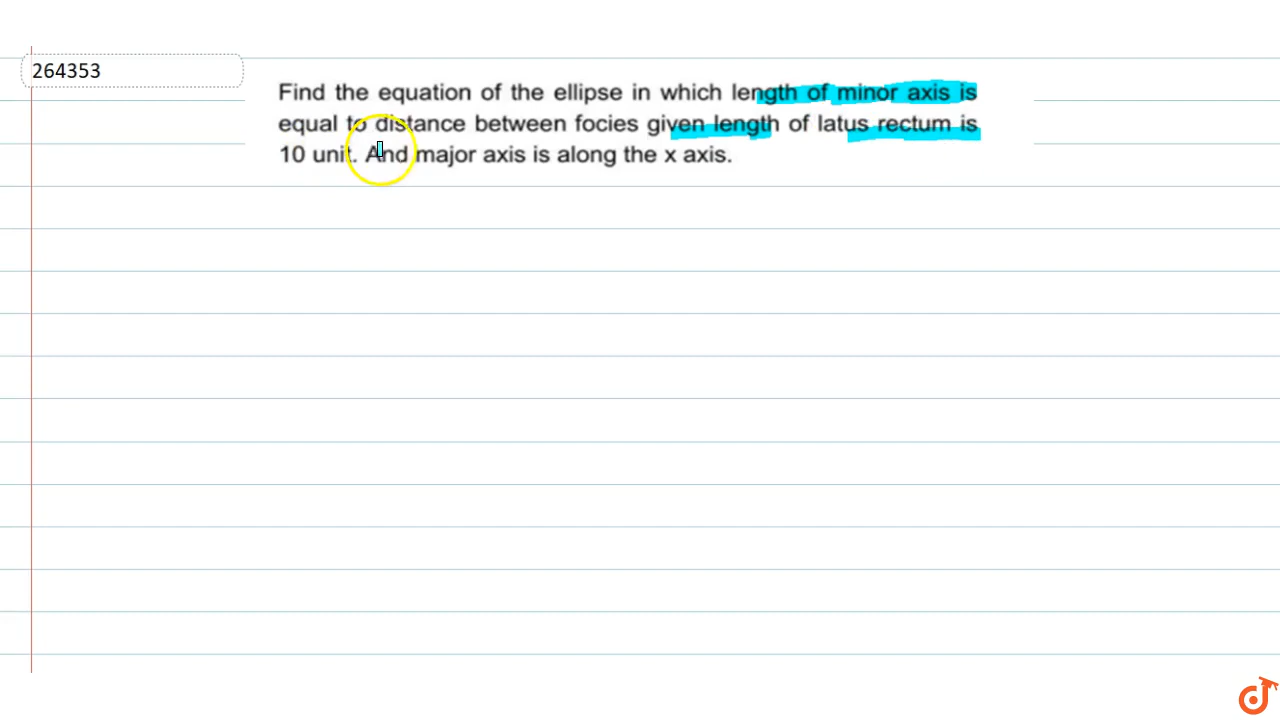 264353
Find the equation of the ellipse in which length of minor axis is
equal to distance between focies given length of latus rectum is
10 unit. And major axis is along the x axis.